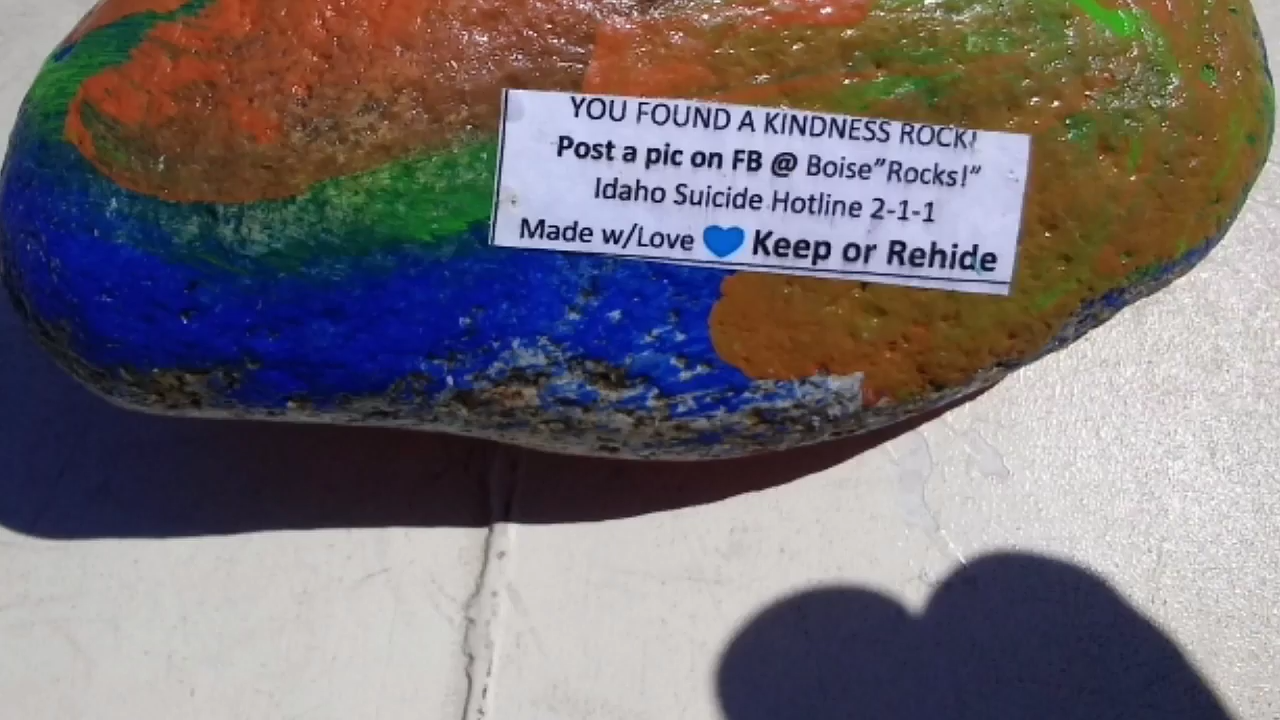 YOU FOUND A KINDNESS ROCK!
Post a pic on FB @ Boise"Rocks!"
Idaho Suicide Hotline 2-1-1
Made w/Love 💙 Keep or Rehide